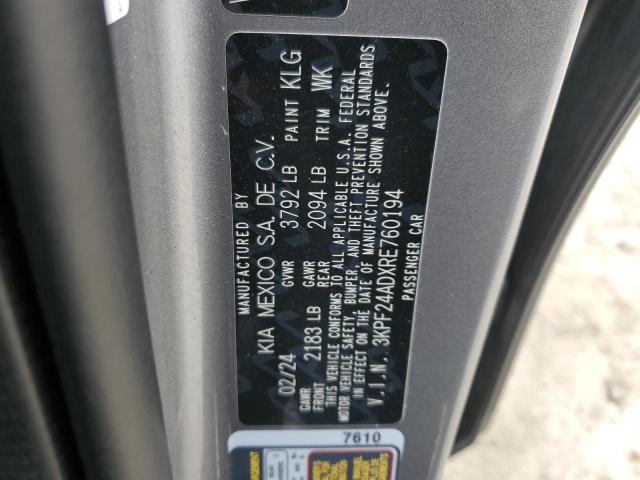 MANUFACTURED BY
KIA MEXICO S.A. DE C.V.
02/24 GVWR 3792 LB PAINT KLG
GAWR FRONT 2183 LB GAWR REAR 2094 LB TRIM WK
THIS VEHICLE CONFORMS TO ALL APPLICABLE U.S.A. FEDERAL
MOTOR VEHICLE SAFETY, BUMPER, AND THEFT PREVENTION STANDARDS
IN EFFECT ON THE DATE OF MANUFACTURE SHOWN ABOVE.
V.I.N. 3KPF24ADXRE760194
PASSENGER CAR
7610